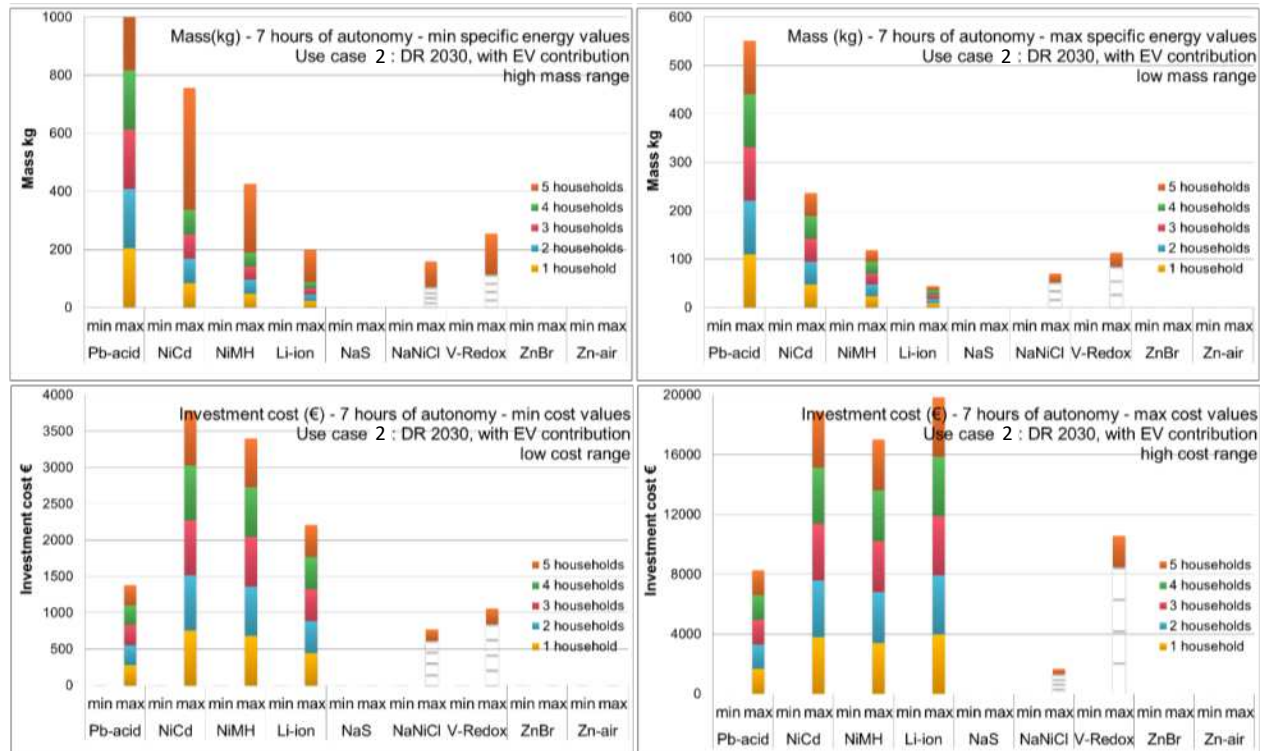 Mass(kg) - 7 hours of autonomy - min specific energy values
Use case 2 : DR 2030, with EV contribution
high mass range
Mass kg
1000
800
600
400
200
0
5 households
4 households
3 households
2 households
1 household
min max min max min max min max min max min max min max min max min max
Pb-acid NiCd NiMH Li-ion NaS NaNiCl V-Redox ZnBr Zn-air
Mass (kg) - 7 hours of autonomy - max specific energy values
Use case 2 : DR 2030, with EV contribution
low mass range
Mass kg
600
500
400
300
200
100
0
5 households
4 households
3 households
2 households
1 household
min max min max min max min max min max min max min max min max min max
Pb-acid NiCd NiMH Li-ion NaS NaNiCl V-Redox ZnBr Zn-air
Investment cost (€) - 7 hours of autonomy - min cost values
Use case 2 : DR 2030, with EV contribution
low cost range
Investment cost €
4000
3500
3000
2500
2000
1500
1000
500
0
5 households
4 households
3 households
2 households
1 household
min max min max min max min max min max min max min max min max min max
Pb-acid NiCd NiMH Li-ion NaS NaNiCl V-Redox ZnBr Zn-air
Investment cost (€) - 7 hours of autonomy - max cost values
Use case 2 : DR 2030, with EV contribution
high cost range
Investment cost €
20000
16000
12000
8000
4000
0
5 households
4 households
3 households
2 households
1 household
min max min max min max min max min max min max min max min max min max
Pb-acid NiCd NiMH Li-ion NaS NaNiCl V-Redox ZnBr Zn-air